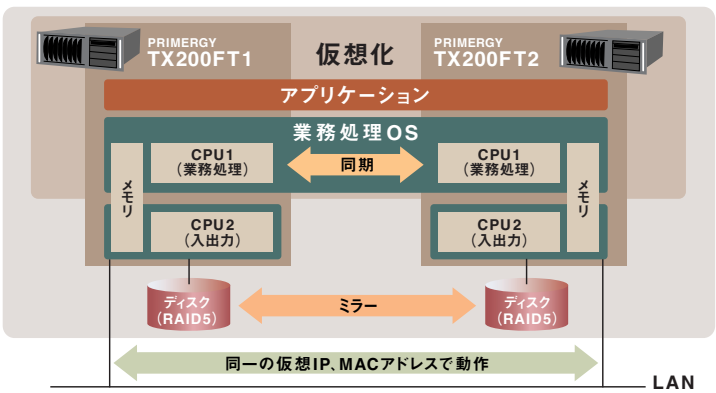 PRIMERGY
TX200FT1
仮想化
PRIMERGY
TX200FT2
アプリケーション
業務処理OS
メモリ
CPU1
(業務処理)
同期
CPU1
(業務処理)
メモリ
CPU2
(入出力)
CPU2
(入出力)
ディスク
(RAID5)
ミラー
ディスク
(RAID5)
同一の仮想IP、MACアドレスで動作
LAN